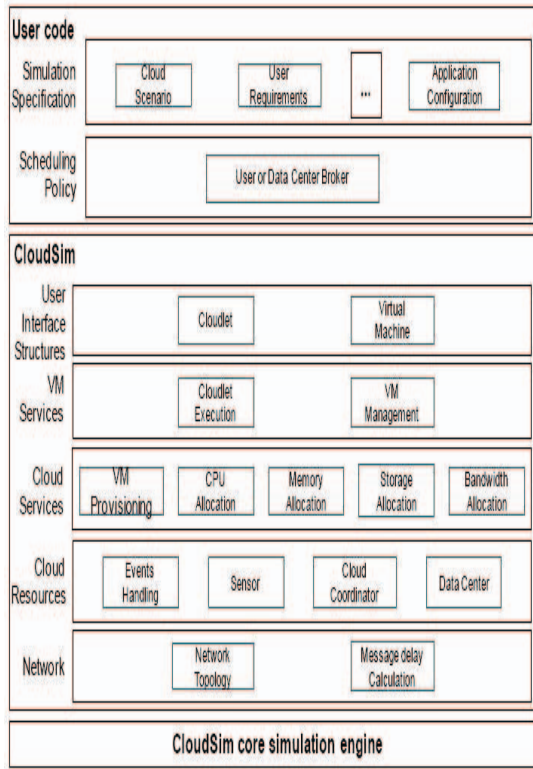 User code
Simulation
Specification
Cloud
Scenario
User
Requirements
...
Application
Configuration
Scheduling
Policy
User or Data Center Broker
CloudSim
User
Interface
Structures
Cloudlet
Virtual
Machine
VM
Services
Cloudlet
Execution
VM
Management
Cloud
Services
VM
Provisioning
CPU
Allocation
Memory
Allocation
Storage
Allocation
Bandwidth
Allocation
Cloud
Resources
Events
Handling
Sensor
Cloud
Coordinator
Data Center
Network
Network
Topology
Message delay
Calculation
CloudSim core simulation engine